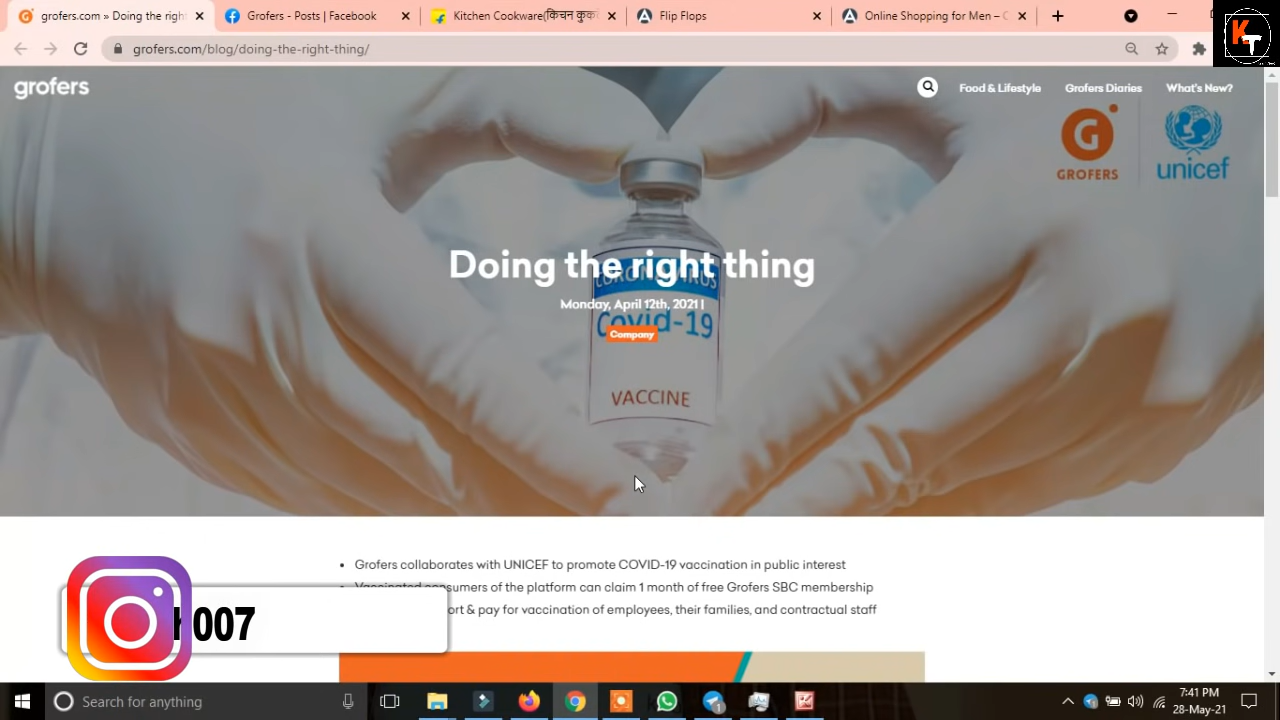 grofers.com » Doing the righ
Grofers - Posts | Facebook
Kitchen Cookware(किचन कुक
Flip Flops
Online Shopping for Men – C
grofers.com/blog/doing-the-right-thing/
KT
grofers
Food & Lifestyle
Grofers Diaries
What's New?
G
GROFERS
unicef
Doing the right thing
CORONAVIRUS
Monday, April 12th, 2021 |
Covid-19
Company
VACCINE
Grofers collaborates with UNICEF to promote COVID-19 vaccination in public interest
Vaccinated consumers of the platform can claim 1 month of free Grofers SBC membership
ort & pay for vaccination of employees, their families, and contractual staff
007
Search for anything
7:41 PM
28-May-21